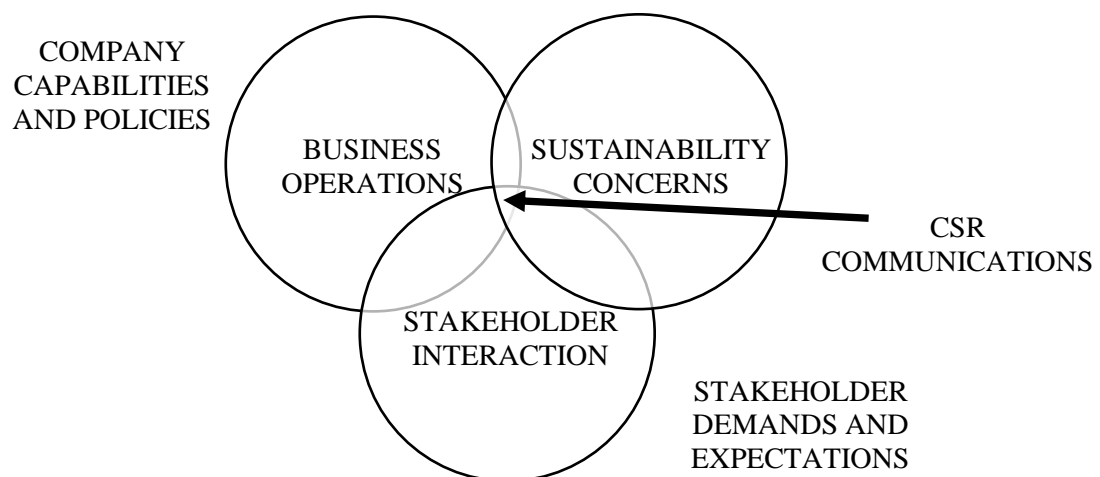 COMPANY
CAPABILITIES
AND POLICIES
BUSINESS
OPERATIONS
SUSTAINABILITY
CONCERNS
CSR
COMMUNICATIONS
STAKEHOLDER
INTERACTION
STAKEHOLDER
DEMANDS AND
EXPECTATIONS